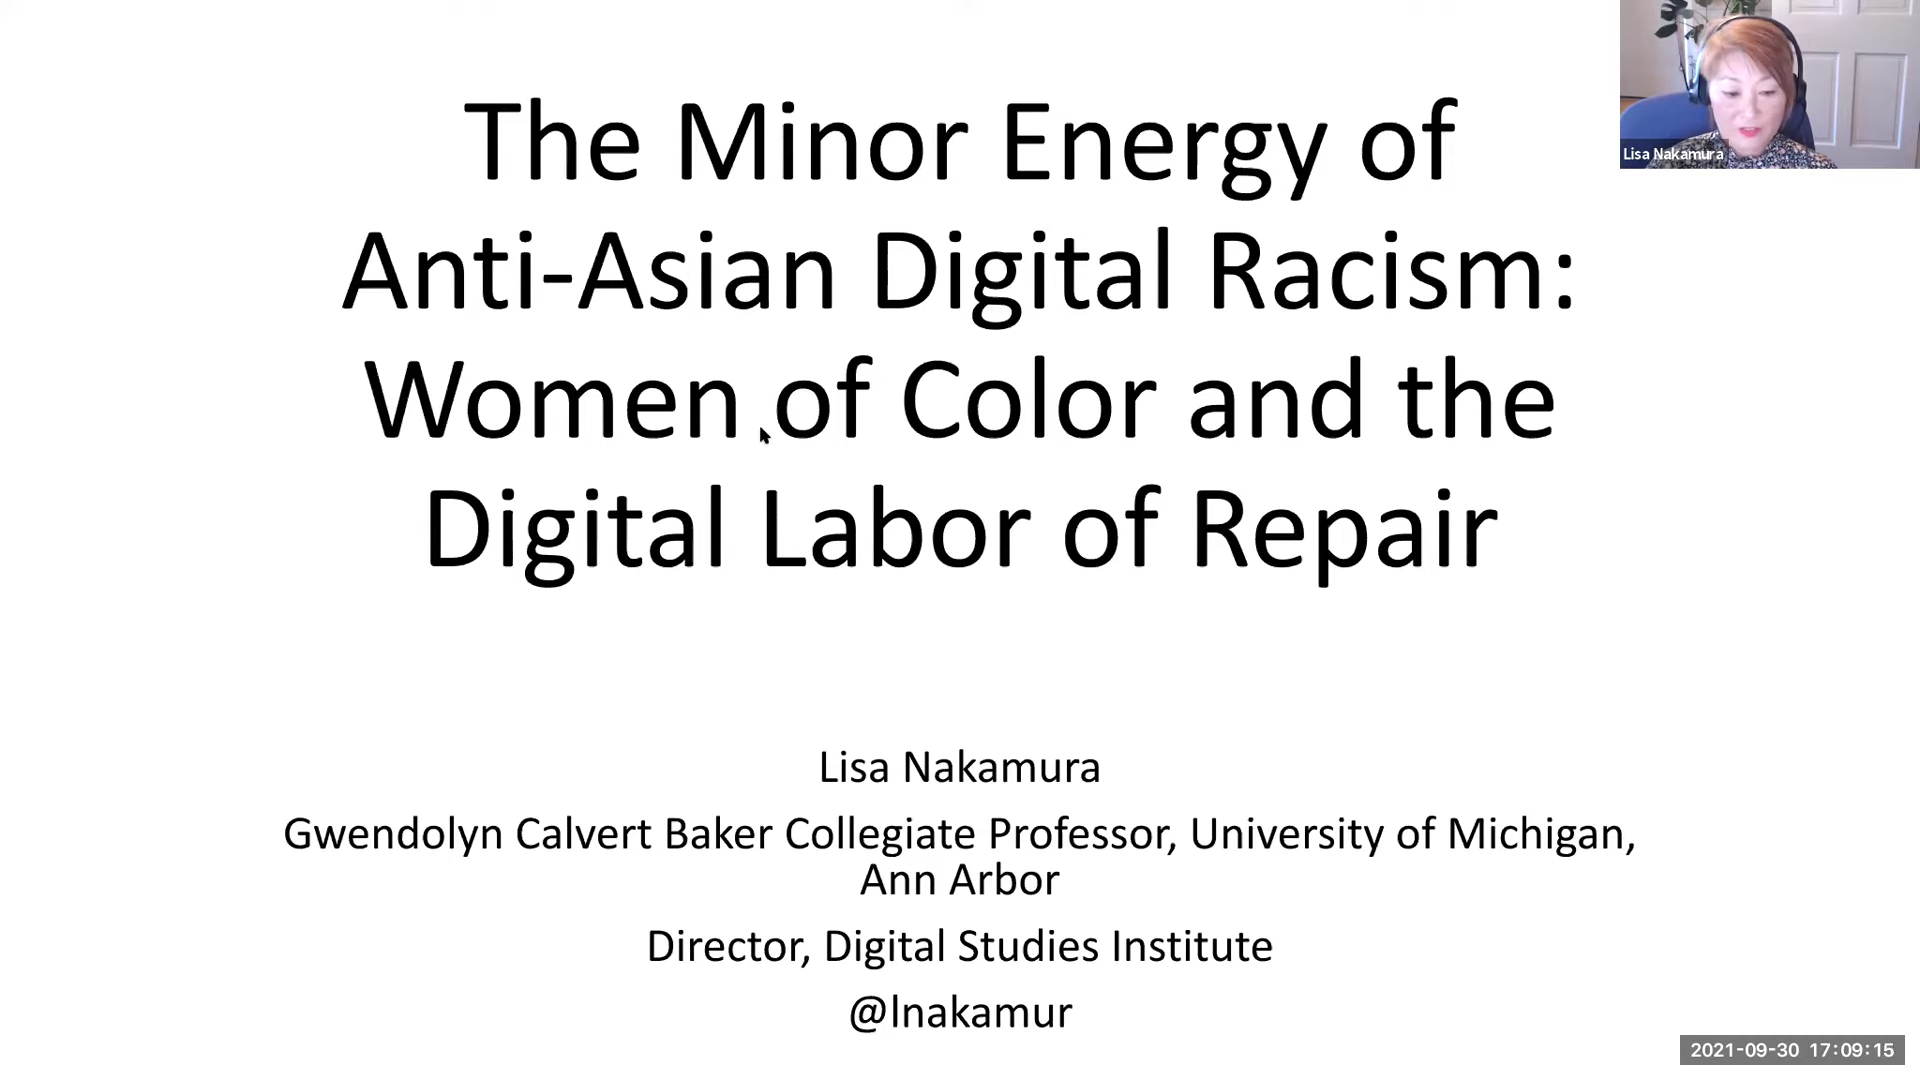 The Minor Energy of
Anti-Asian Digital Racism:
Women of Color and the
Digital Labor of Repair
Lisa Nakamura
Lisa Nakamura
Gwendolyn Calvert Baker Collegiate Professor, University of Michigan,
Ann Arbor
Director, Digital Studies Institute
@lnakamur
2021-09-30 17:09:15